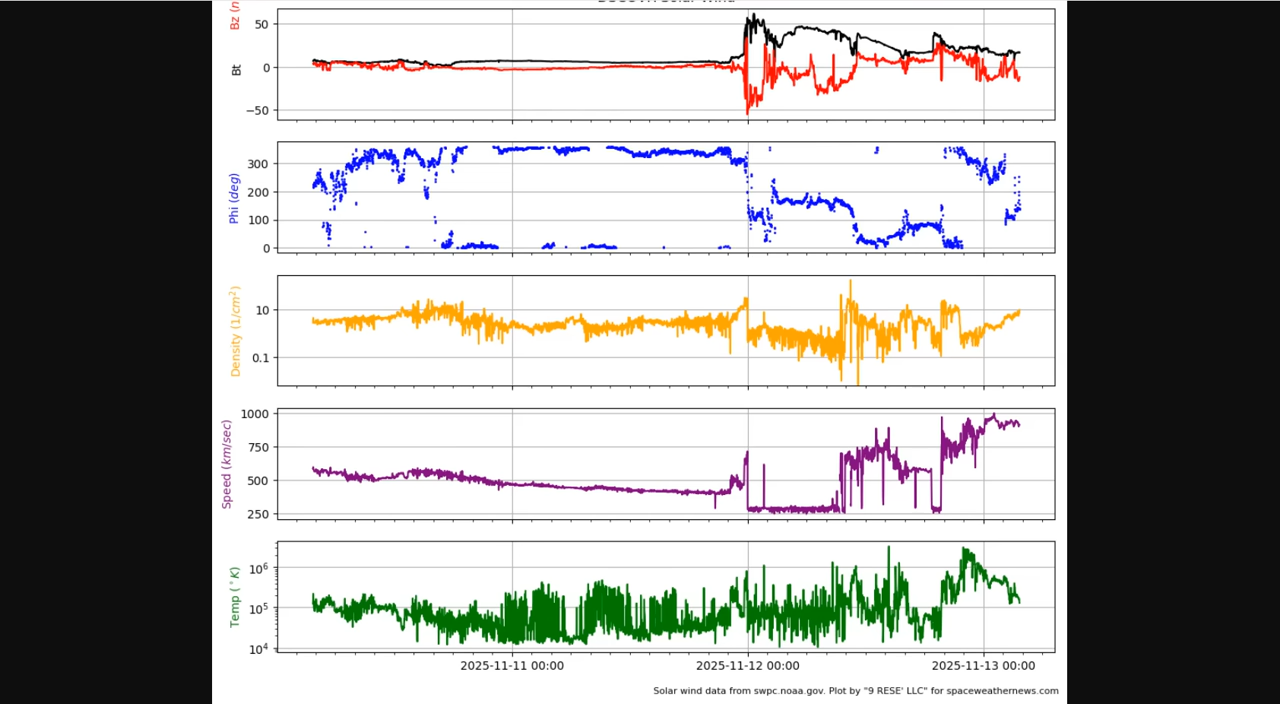 Bz (n
Bt
50
0
−50
Phi (deg)
300
200
100
0
Density (1/cm²)
10
0.1
Speed (km/sec)
1000
750
500
250
Temp (°K)
10⁶
10⁵
10⁴
2025-11-11 00:00 2025-11-12 00:00 2025-11-13 00:00
Solar wind data from swpc.noaa.gov. Plot by "9 RESE' LLC" for spaceweathernews.com